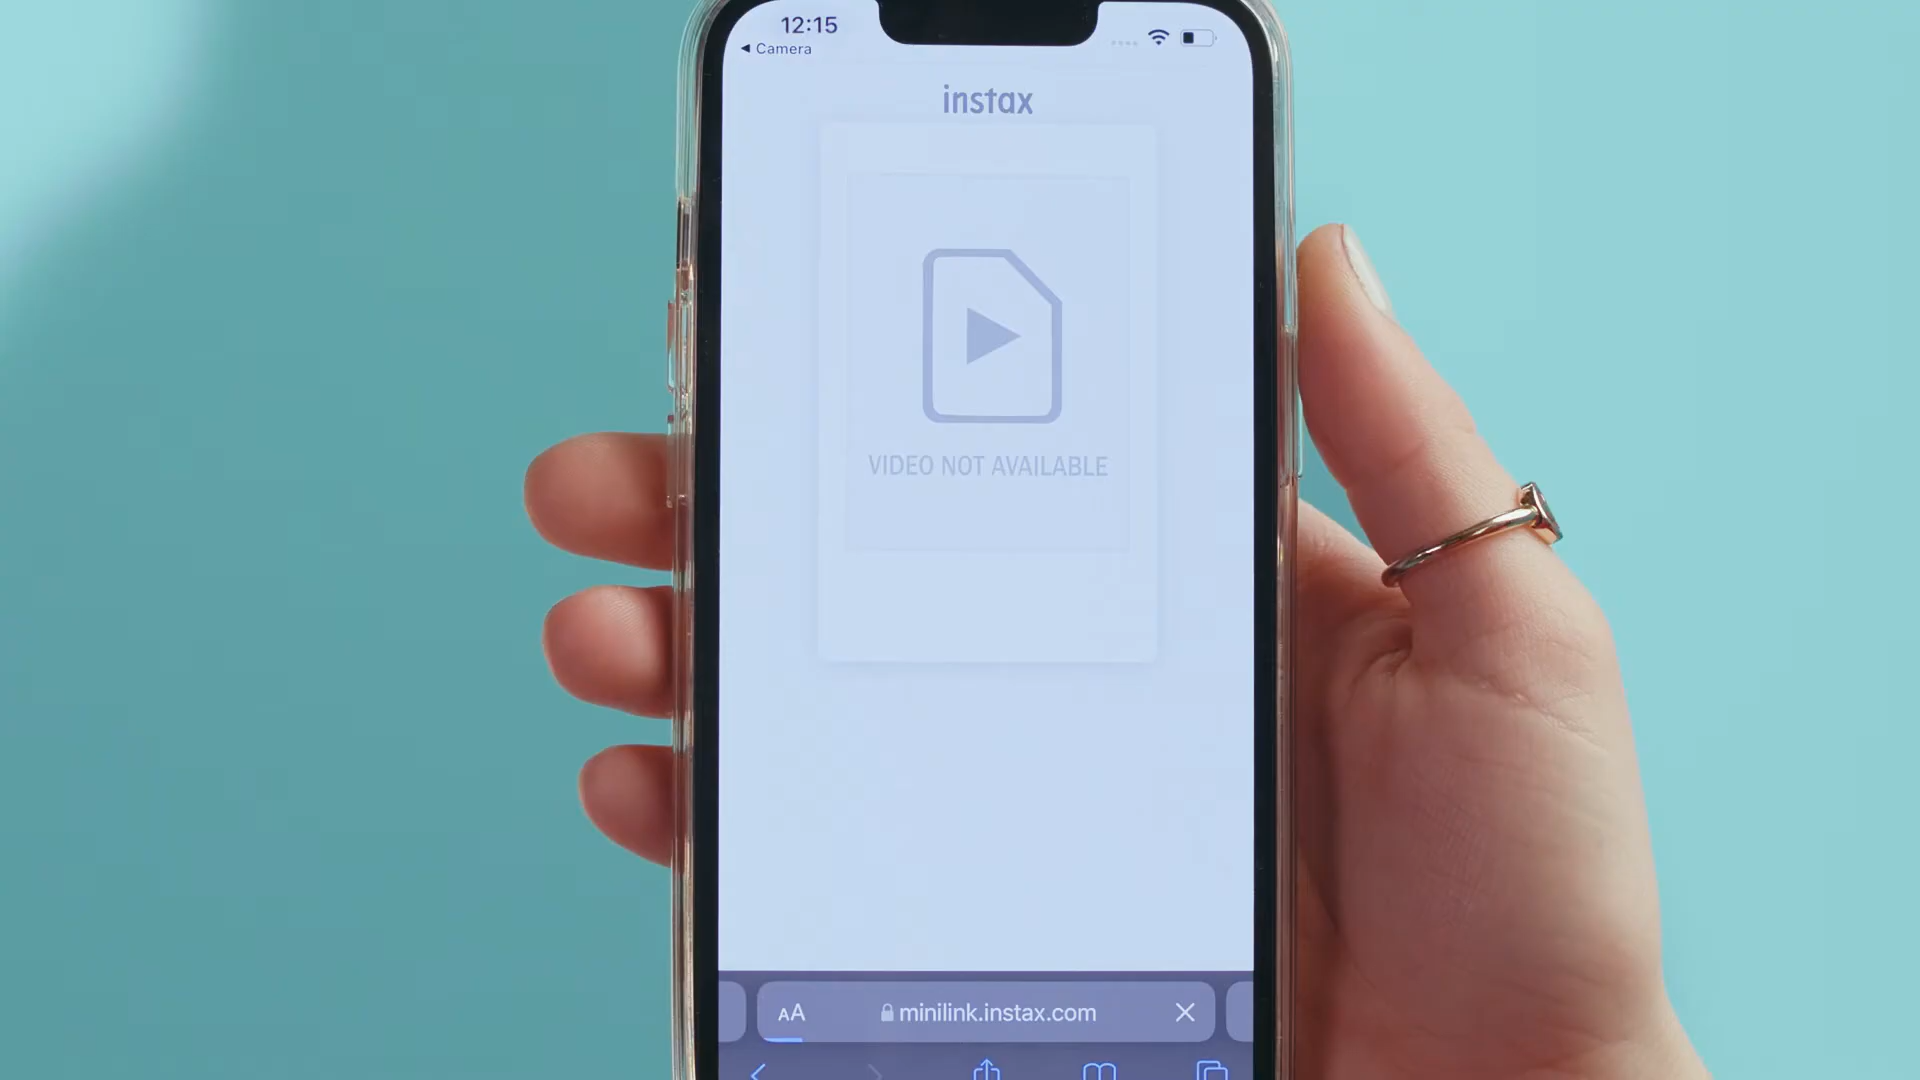 12:15
◀ Camera
instax
VIDEO NOT AVAILABLE
AA
minilink.instax.com